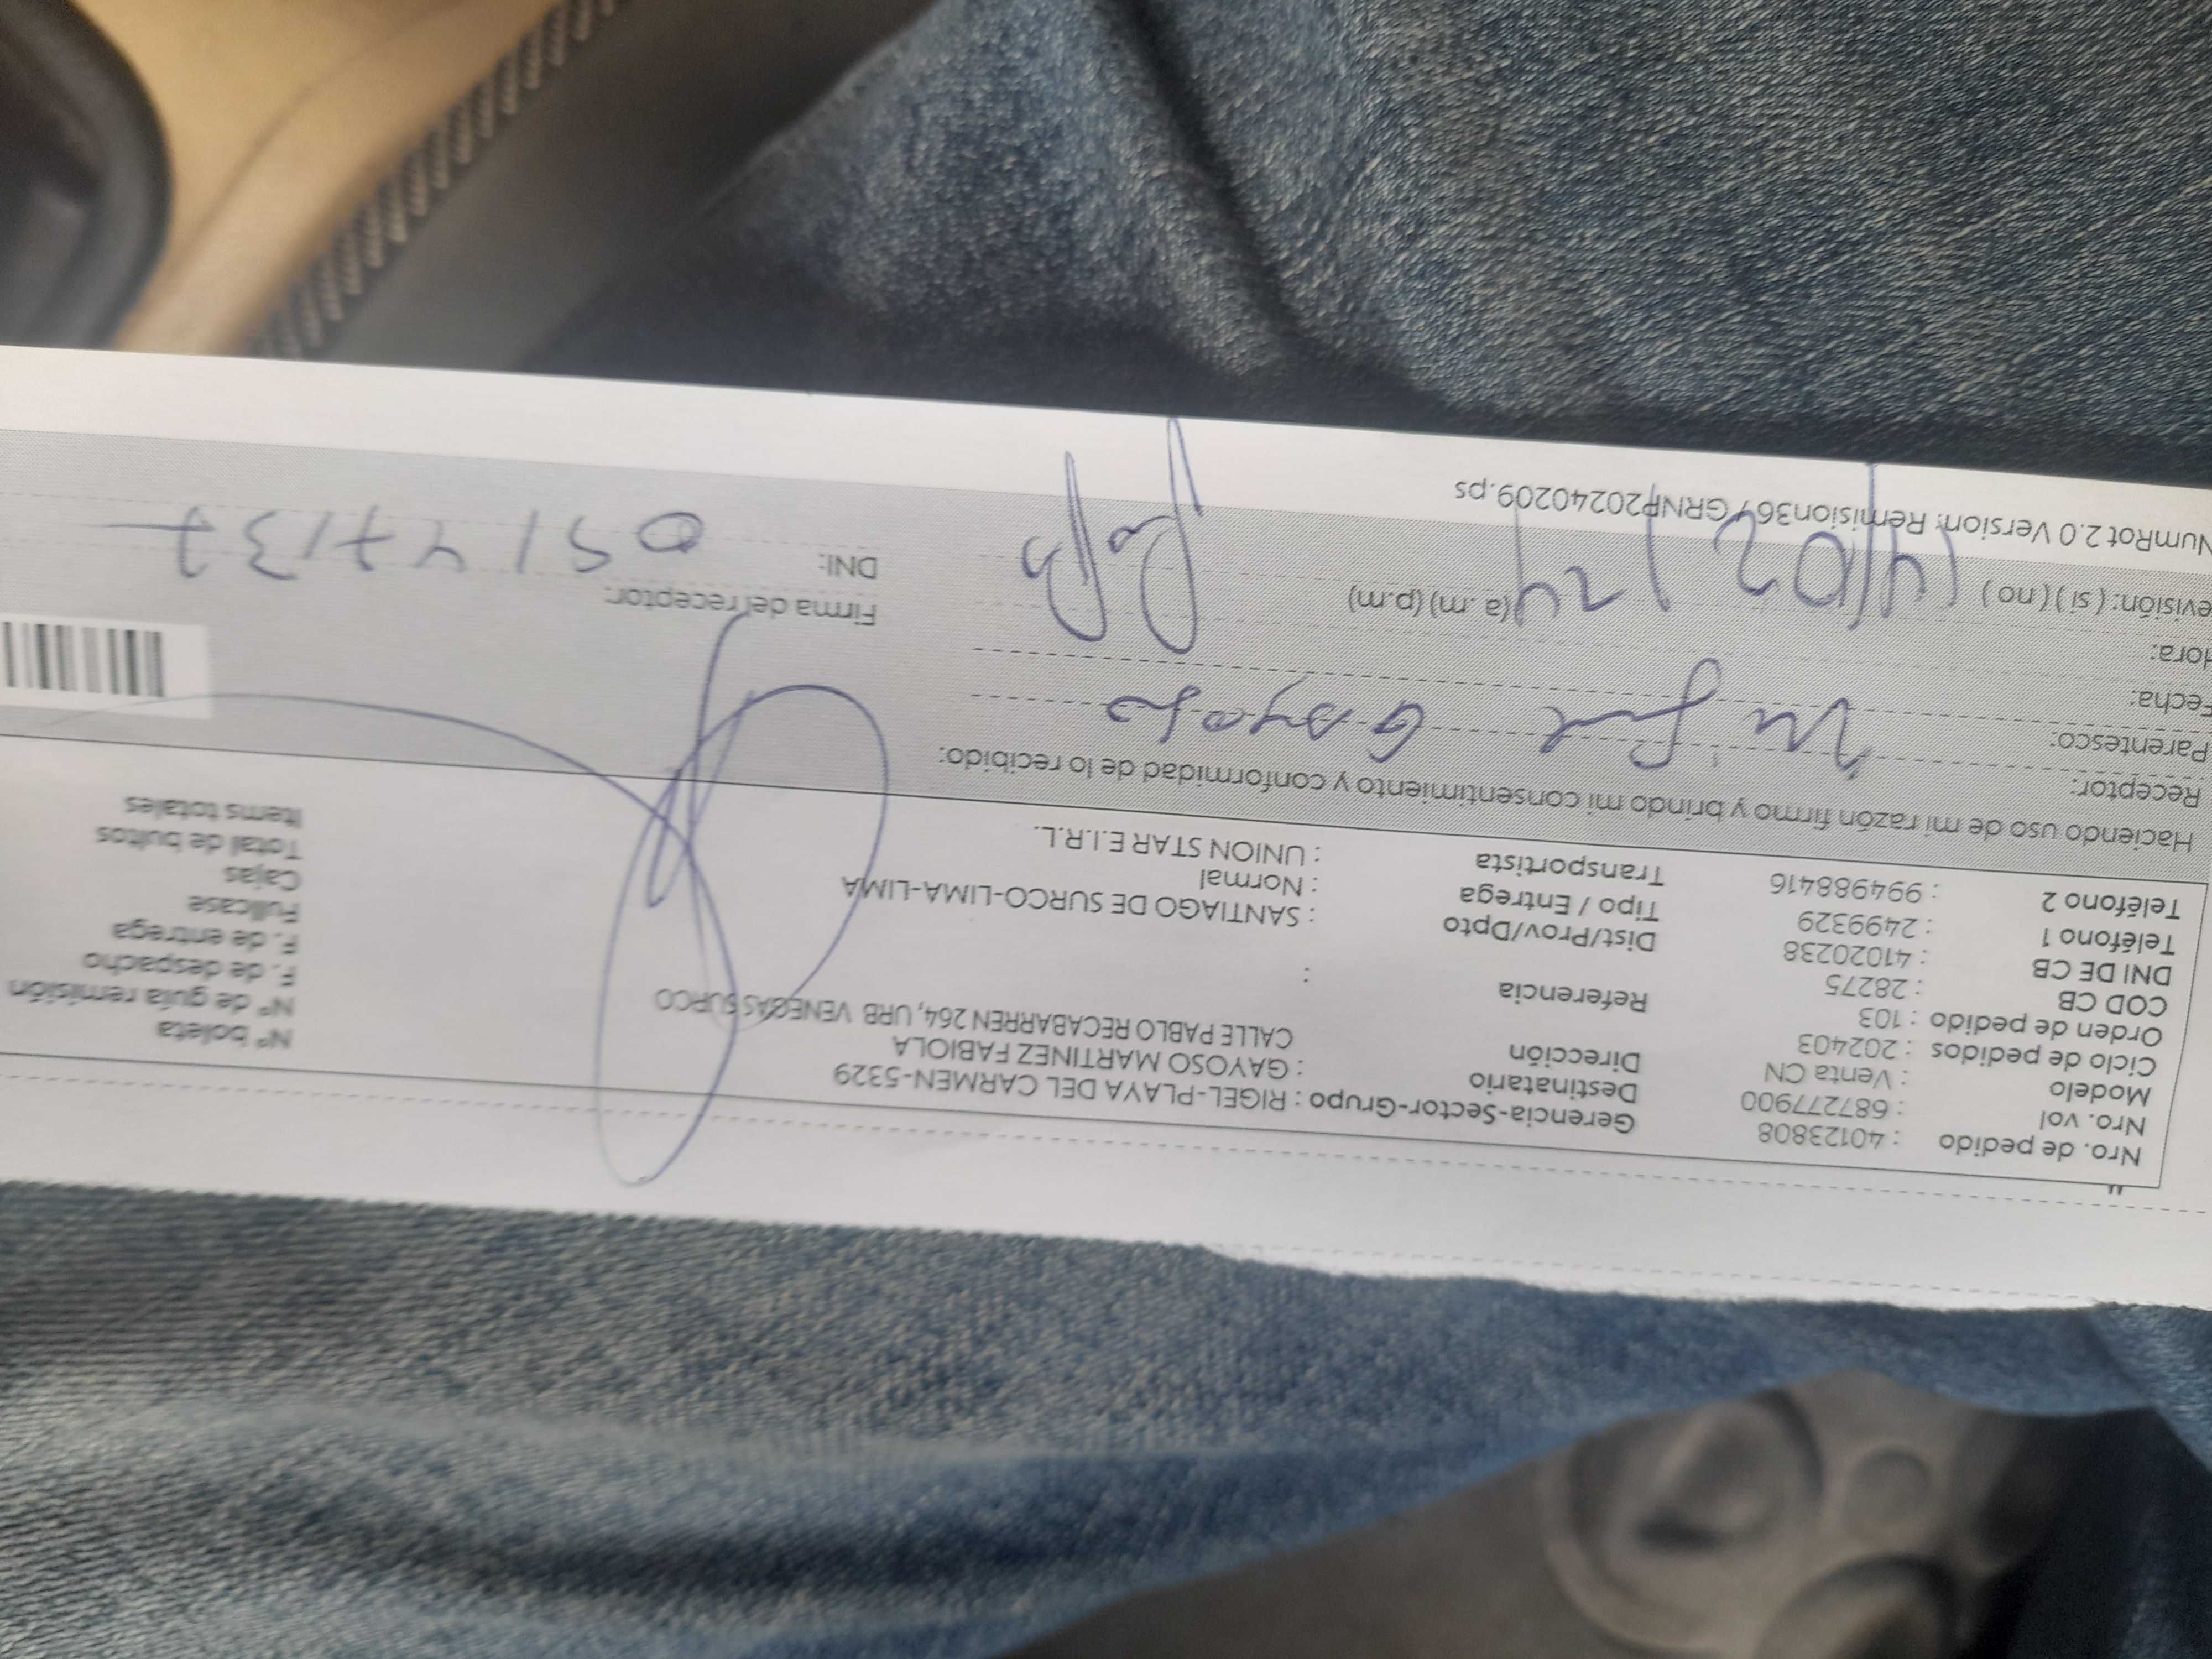 Nro. de pedido : 40123808
Nro. vol : 687277900
Modelo : Venta CN
Ciclo de pedidos : 202403
Orden de pedido : 103
COD CB : 28275
DNI DE CB : 41020238
Teléfono 1 : 2499329
Teléfono 2 : 994988416
Gerencia-Sector-Grupo : RIGEL-PLAYA DEL CARMEN-5329
Destinatario : GAYOSO MARTINEZ FABIOLA
Dirección CALLE PABLO RECABARREN 264, URB VENEGAS SURCO
Referencia :
Dist/Prov/Dpto : SANTIAGO DE SURCO-LIMA-LIMA
Tipo / Entrega : Normal
Transportista : UNION STAR E.I.R.L.
N° boleta
N° de guía remisión
F. de despacho
F. de entrega
Fullcase
Cajas
Total de bultos
Items totales
Haciendo uso de mi razón firmo y brindo mi consentimiento y conformidad de lo recibido:
Receptor: Gayoso
Parentesco:
Fecha:
Hora: (a.m) (p.m)
evisión: ( si ) ( no ) 14/02/24
Firma del receptor:
DNI:
NumRot 2.0 Version: Remision367 GRNP20240209.ps